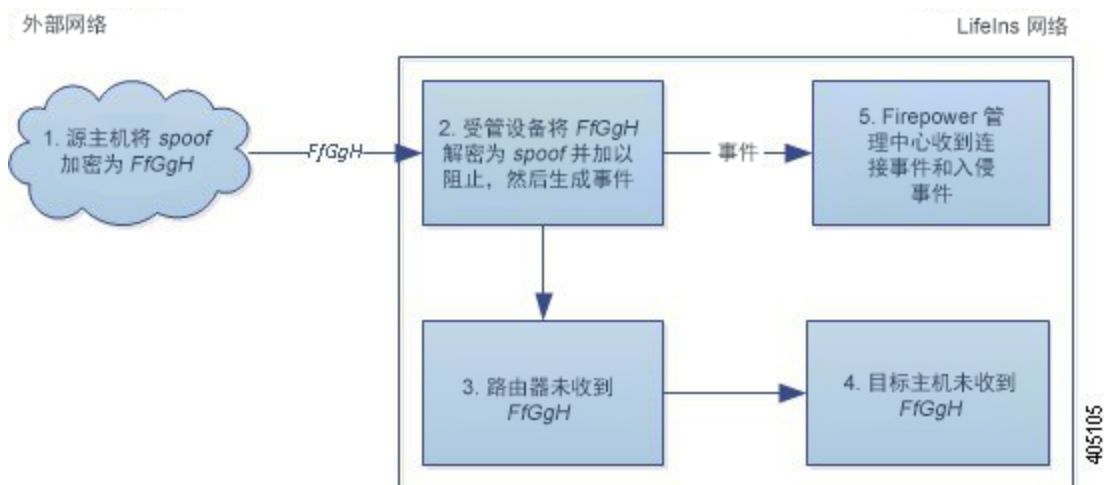 外部网络
LifeIns 网络
1. 源主机将 spoof
加密为 FfGgH
FfGgH
2. 受管设备将 FfGgH
解密为 spoof 并加以
阻止，然后生成事件
事件
5. Firepower 管
理中心收到连
接事件和入侵
事件
3. 路由器未收到
FfGgH
4. 目标主机未收到
FfGgH
405105